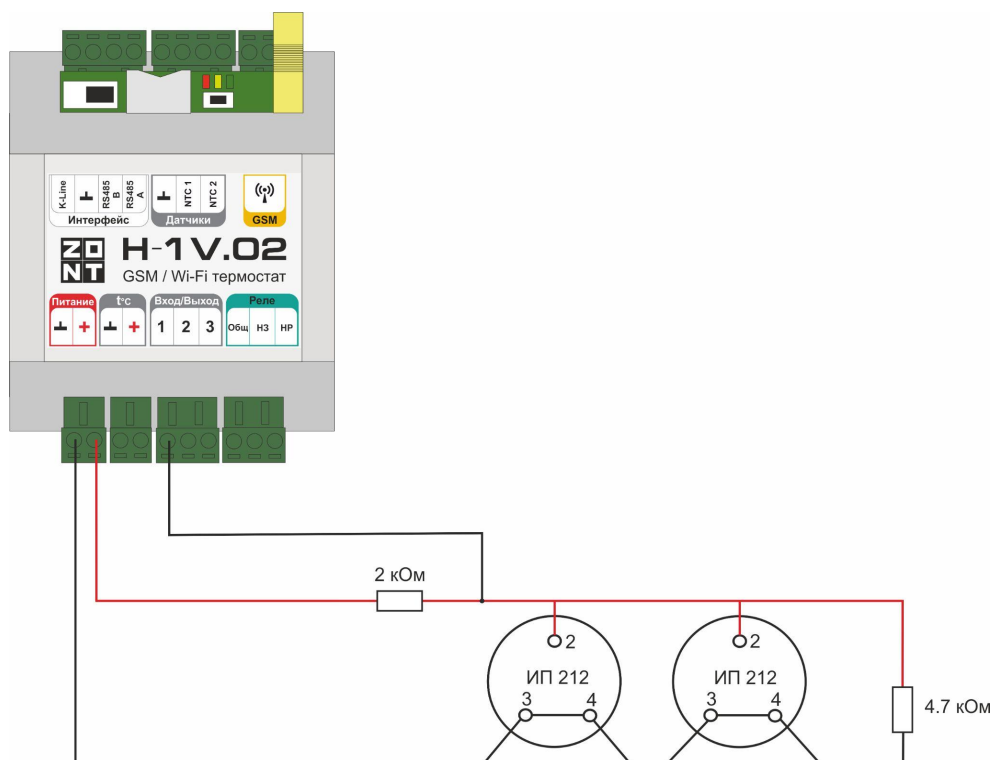 K-Line ⊥ RS485 B RS485 A ⊥ NTC 1 NTC 2
Интерфейс Датчики GSM
ZONT H-1V.02
GSM / Wi-Fi термостат
Питание t°C Вход/Выход Реле
⊥ + ⊥ + 1 2 3 Общ НЗ НР
2 кОм
2 2
ИП 212 ИП 212
3 4 3 4
4.7 кОм